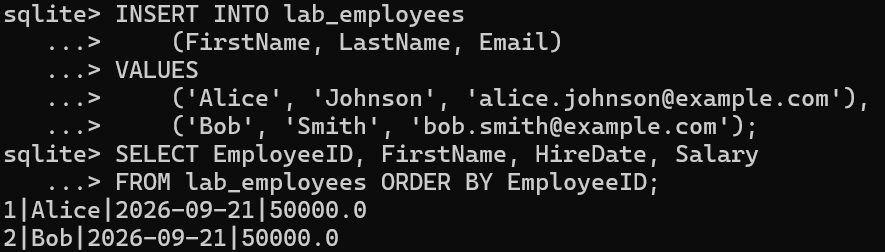 sqlite> INSERT INTO lab_employees
   ...>     (FirstName, LastName, Email)
   ...> VALUES
   ...>     ('Alice', 'Johnson', 'alice.johnson@example.com'),
   ...>     ('Bob', 'Smith', 'bob.smith@example.com');
sqlite> SELECT EmployeeID, FirstName, HireDate, Salary
   ...> FROM lab_employees ORDER BY EmployeeID;
1|Alice|2026-09-21|50000.0
2|Bob|2026-09-21|50000.0